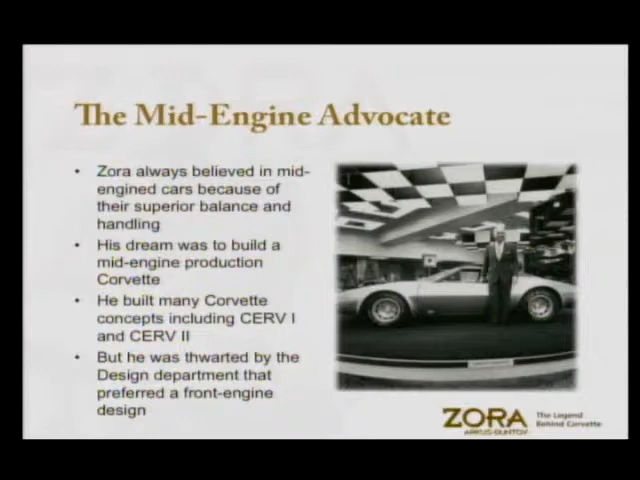 The Mid-Engine Advocate
• Zora always believed in mid-
engined cars because of
their superior balance and
handling
• His dream was to build a
mid-engine production
Corvette
• He built many Corvette
concepts including CERV I
and CERV II
• But he was thwarted by the
Design department that
preferred a front-engine
design
ZORA
ARKUS-DUNTOV
The Legend
Behind Corvette